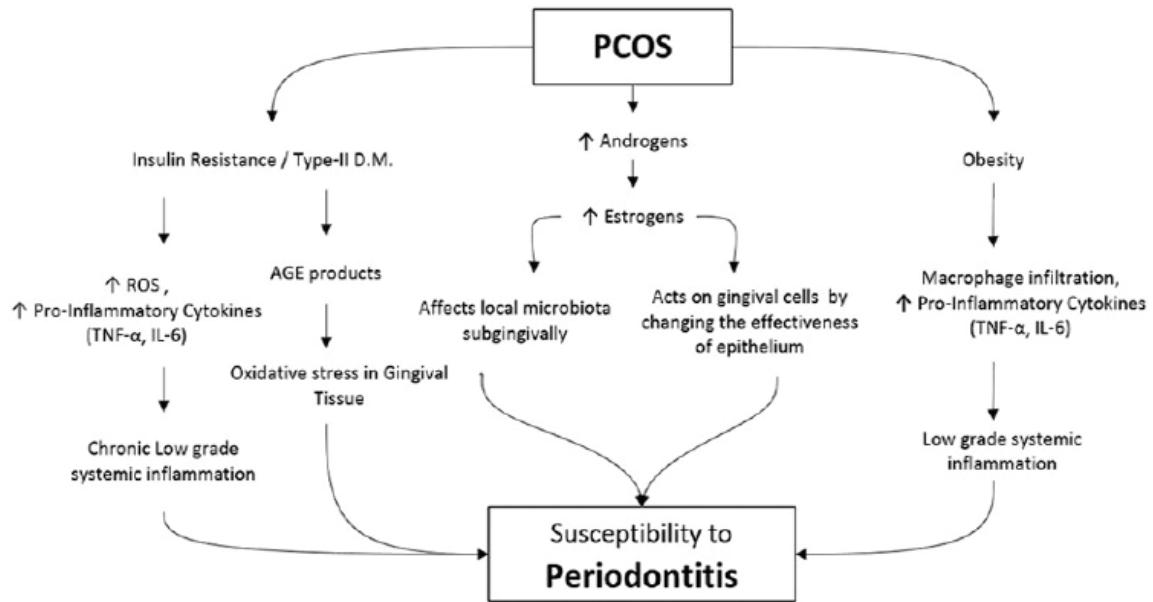 PCOS
Insulin Resistance / Type-II D.M.
↑ ROS ,
↑ Pro-Inflammatory Cytokines
(TNF-α, IL-6)
Chronic Low grade
systemic inflammation
AGE products
Oxidative stress in Gingival
Tissue
↑ Androgens
↑ Estrogens
Affects local microbiota
subgingivally
Acts on gingival cells by
changing the effectiveness
of epithelium
Obesity
Macrophage infiltration,
↑ Pro-Inflammatory Cytokines
(TNF-α, IL-6)
Low grade systemic
inflammation
Susceptibility to
Periodontitis